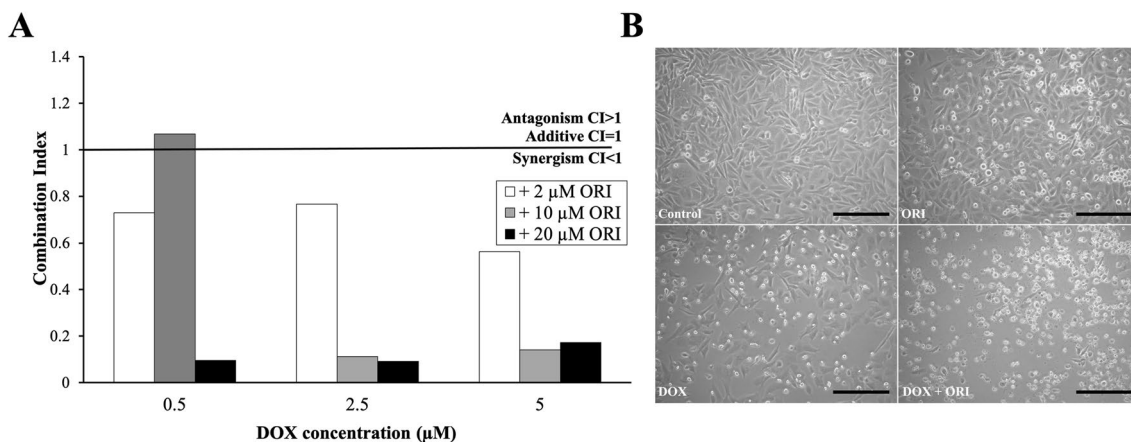 A
Combination Index
1.4
1.2
1
0.8
0.6
0.4
0.2
0
Antagonism CI>1
Additive CI=1
Synergism CI<1
+ 2 µM ORI
+ 10 µM ORI
+ 20 µM ORI
0.5
2.5
5
DOX concentration (µM)
B
Control
ORI
DOX
DOX + ORI